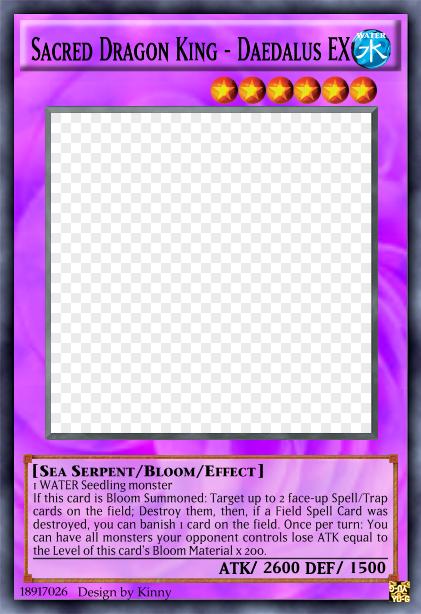 Sacred Dragon King - Daedalus EX
WATER
水
[Sea Serpent/Bloom/Effect]
1 WATER Seedling monster
If this card is Bloom Summoned: Target up to 2 face-up Spell/Trap
cards on the field; Destroy them, then, if a Field Spell Card was
destroyed, you can banish 1 card on the field. Once per turn: You
can have all monsters your opponent controls lose ATK equal to
the Level of this card's Bloom Material x 200.
ATK/ 2600 DEF/ 1500
18917026 Design by Kinny